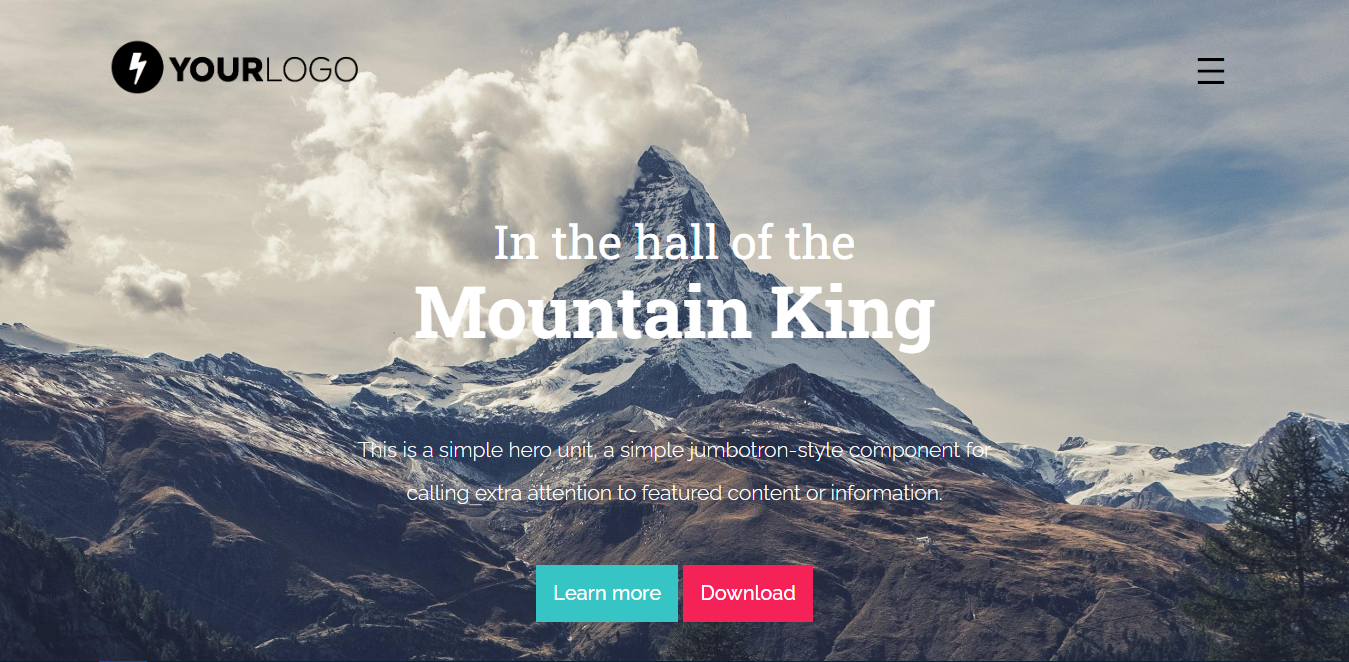 YOURLOGO
In the hall of the
Mountain King
This is a simple hero unit, a simple jumbotron-style component for
calling extra attention to featured content or information.
Learn more Download